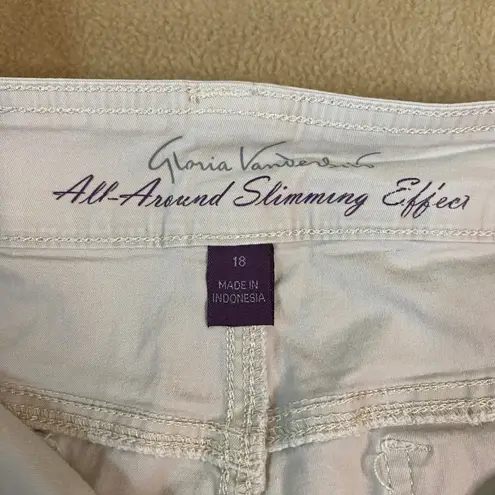 Gloria Vanderbilt
All-Around Slimming Effect
18
MADE IN
INDONESIA